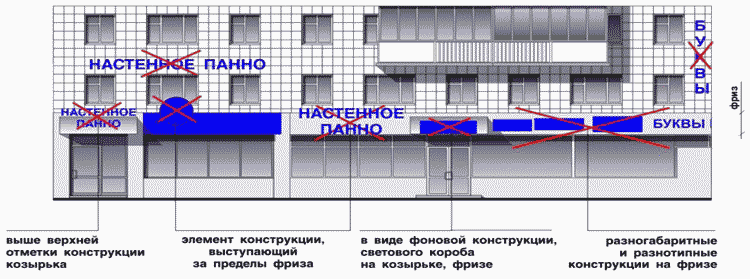 БУКВЫ
НАСТЕННОЕ ПАННО
НАСТЕННОЕ
ПАННО
НАСТЕННОЕ
ПАННО
БУКВЫ
фриз
выше верхней
отметки конструкции
козырька
элемент конструкции,
выступающий
за пределы фриза
в виде фоновой конструкции,
светового короба
на козырьке, фризе
разногабаритные
и разнотипные
конструкции на фризе